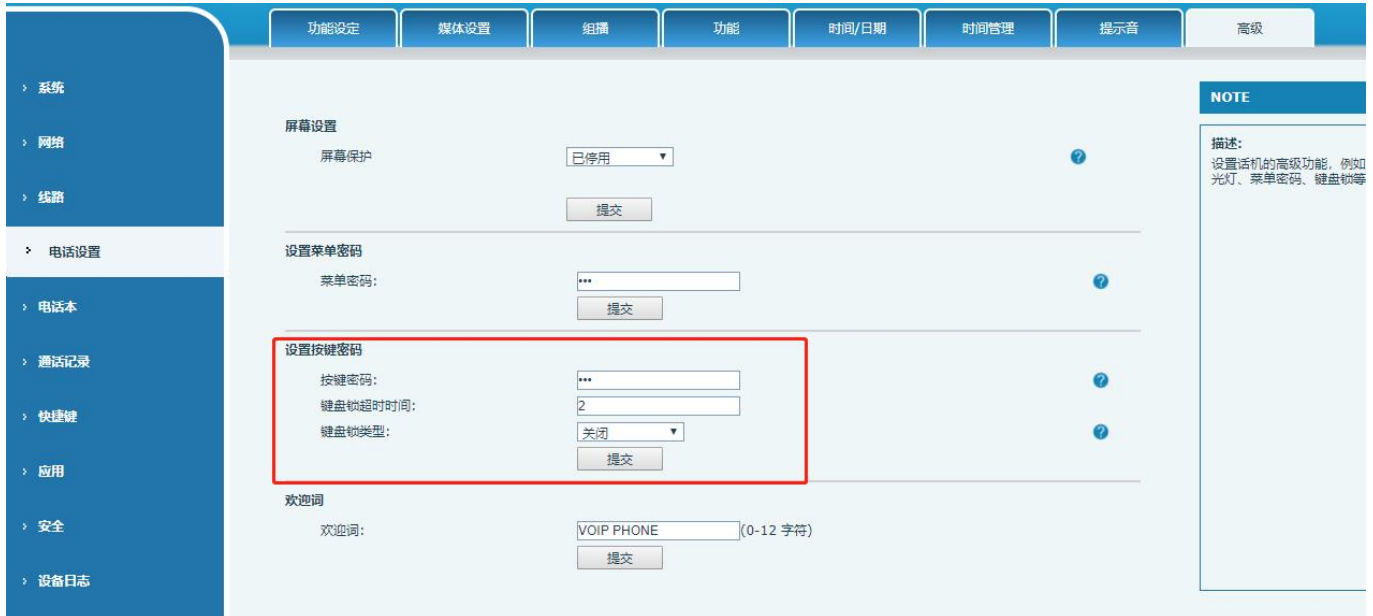 功能设定 媒体设置 组播 功能 时间/日期 时间管理 提示音 高级
系统
网络
线路
电话设置
电话本
通话记录
快捷键
应用
安全
设备日志
屏幕设置
屏幕保护 已停用
提交
设置菜单密码
菜单密码: •••
提交
设置按键密码
按键密码: •••
键盘锁超时时间: 2
键盘锁类型: 关闭
提交
欢迎词
欢迎词: VOIP PHONE (0-12 字符)
提交
NOTE
描述:
设置话机的高级功能, 例如
光灯、菜单密码、键盘锁等